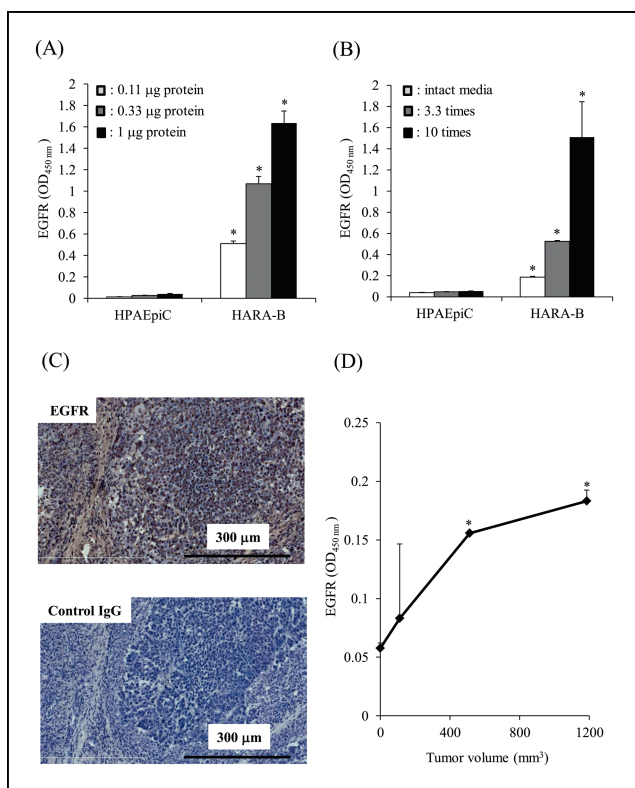 (A)
: 0.11 µg protein
: 0.33 µg protein
: 1 µg protein
EGFR (OD450 nm)
2
1.8
1.6
1.4
1.2
1
0.8
0.6
0.4
0.2
0
*
*
*
HPAEpiC HARA-B
(B)
: intact media
: 3.3 times
: 10 times
EGFR (OD450 nm)
2
1.8
1.6
1.4
1.2
1
0.8
0.6
0.4
0.2
0
*
*
*
HPAEpiC HARA-B
(C)
EGFR
300 µm
Control IgG
300 µm
(D)
EGFR (OD450 nm)
0.25
0.2
0.15
0.1
0.05
0
*
*
0 400 800 1200
Tumor volume (mm³)